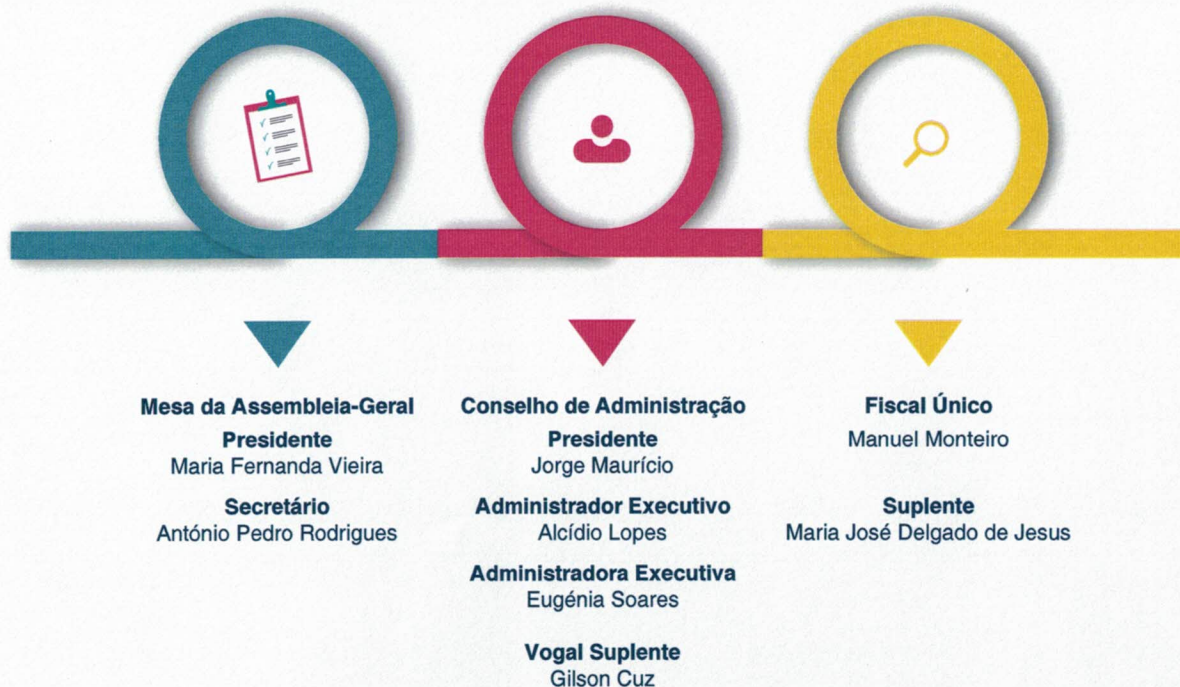 Mesa da Assembleia-Geral
Presidente
Maria Fernanda Vieira
Secretário
António Pedro Rodrigues
Conselho de Administração
Presidente
Jorge Maurício
Administrador Executivo
Alcídio Lopes
Administradora Executiva
Eugénia Soares
Vogal Suplente
Gilson Cuz
Fiscal Único
Manuel Monteiro
Suplente
Maria José Delgado de Jesus